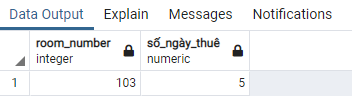 Data Output Explain Messages Notifications
room_number số_ngày_thuê
integer numeric
1 103 5